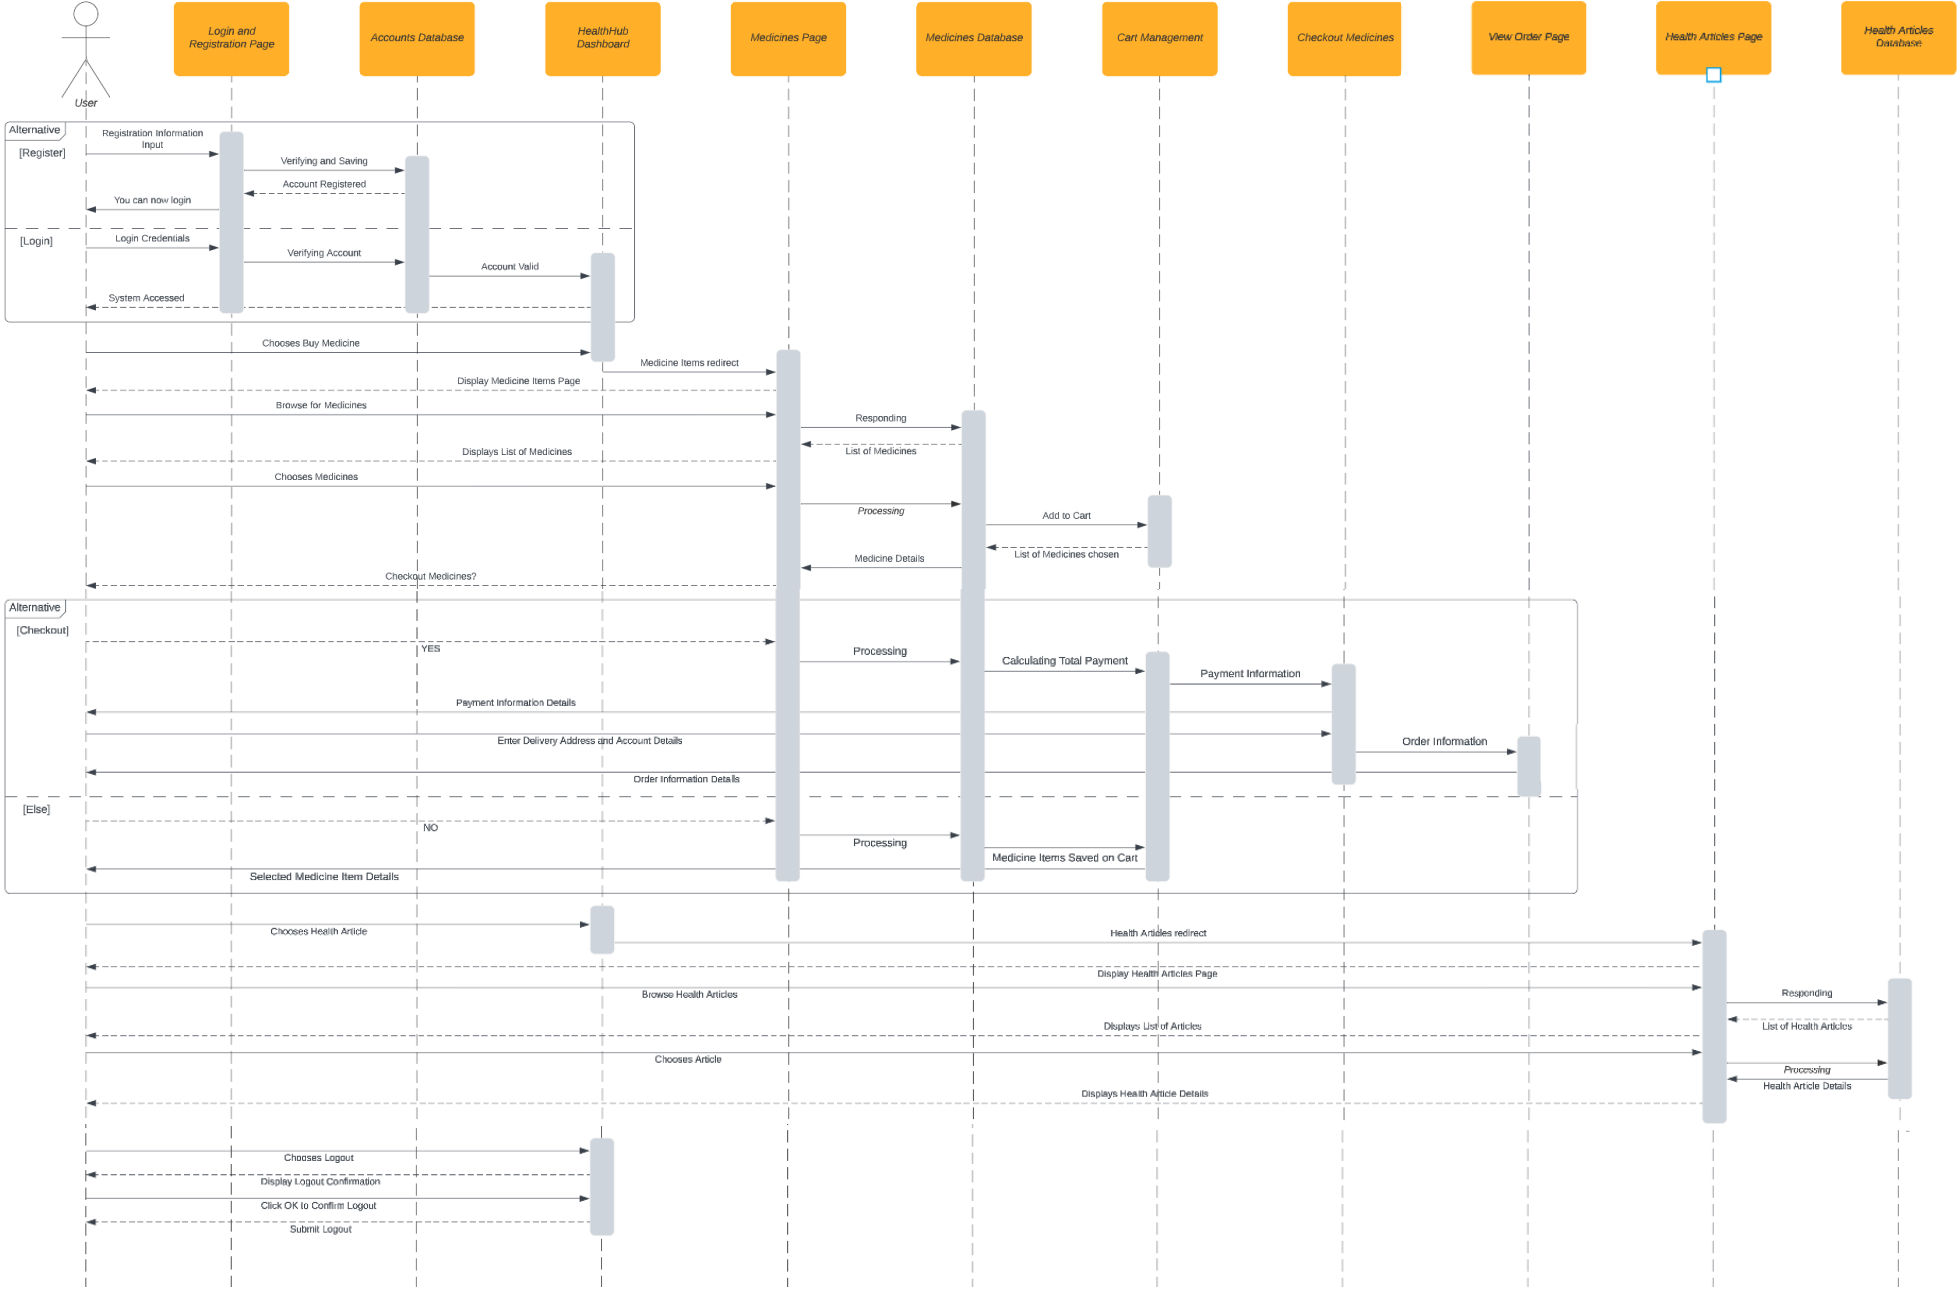 Login and
Registration Page
Accounts Database
HealthHub
Dashboard
Medicines Page
Medicines Database
Cart Management
Checkout Medicines
View Order Page
Health Articles Page
Health Articles
Database
User
Alternative
[Register]
Registration Information
Input
Verifying and Saving
Account Registered
You can now login
[Login]
Login Credentials
Verifying Account
Account Valid
System Accessed
Chooses Buy Medicine
Medicine Items redirect
Display Medicine Items Page
Browse for Medicines
Responding
List of Medicines
Displays List of Medicines
Chooses Medicines
Processing
Add to Cart
List of Medicines chosen
Medicine Details
Checkout Medicines?
Alternative
[Checkout]
YES
Processing
Calculating Total Payment
Payment Information
Payment Information Details
Enter Delivery Address and Account Details
Order Information
Order Information Details
[Else]
NO
Processing
Medicine Items Saved on Cart
Selected Medicine Item Details
Chooses Health Article
Health Articles redirect
Display Health Articles Page
Browse Health Articles
Responding
List of Health Articles
Displays List of Articles
Chooses Article
Processing
Health Article Details
Displays Health Article Details
Chooses Logout
Display Logout Confirmation
Click OK to Confirm Logout
Submit Logout